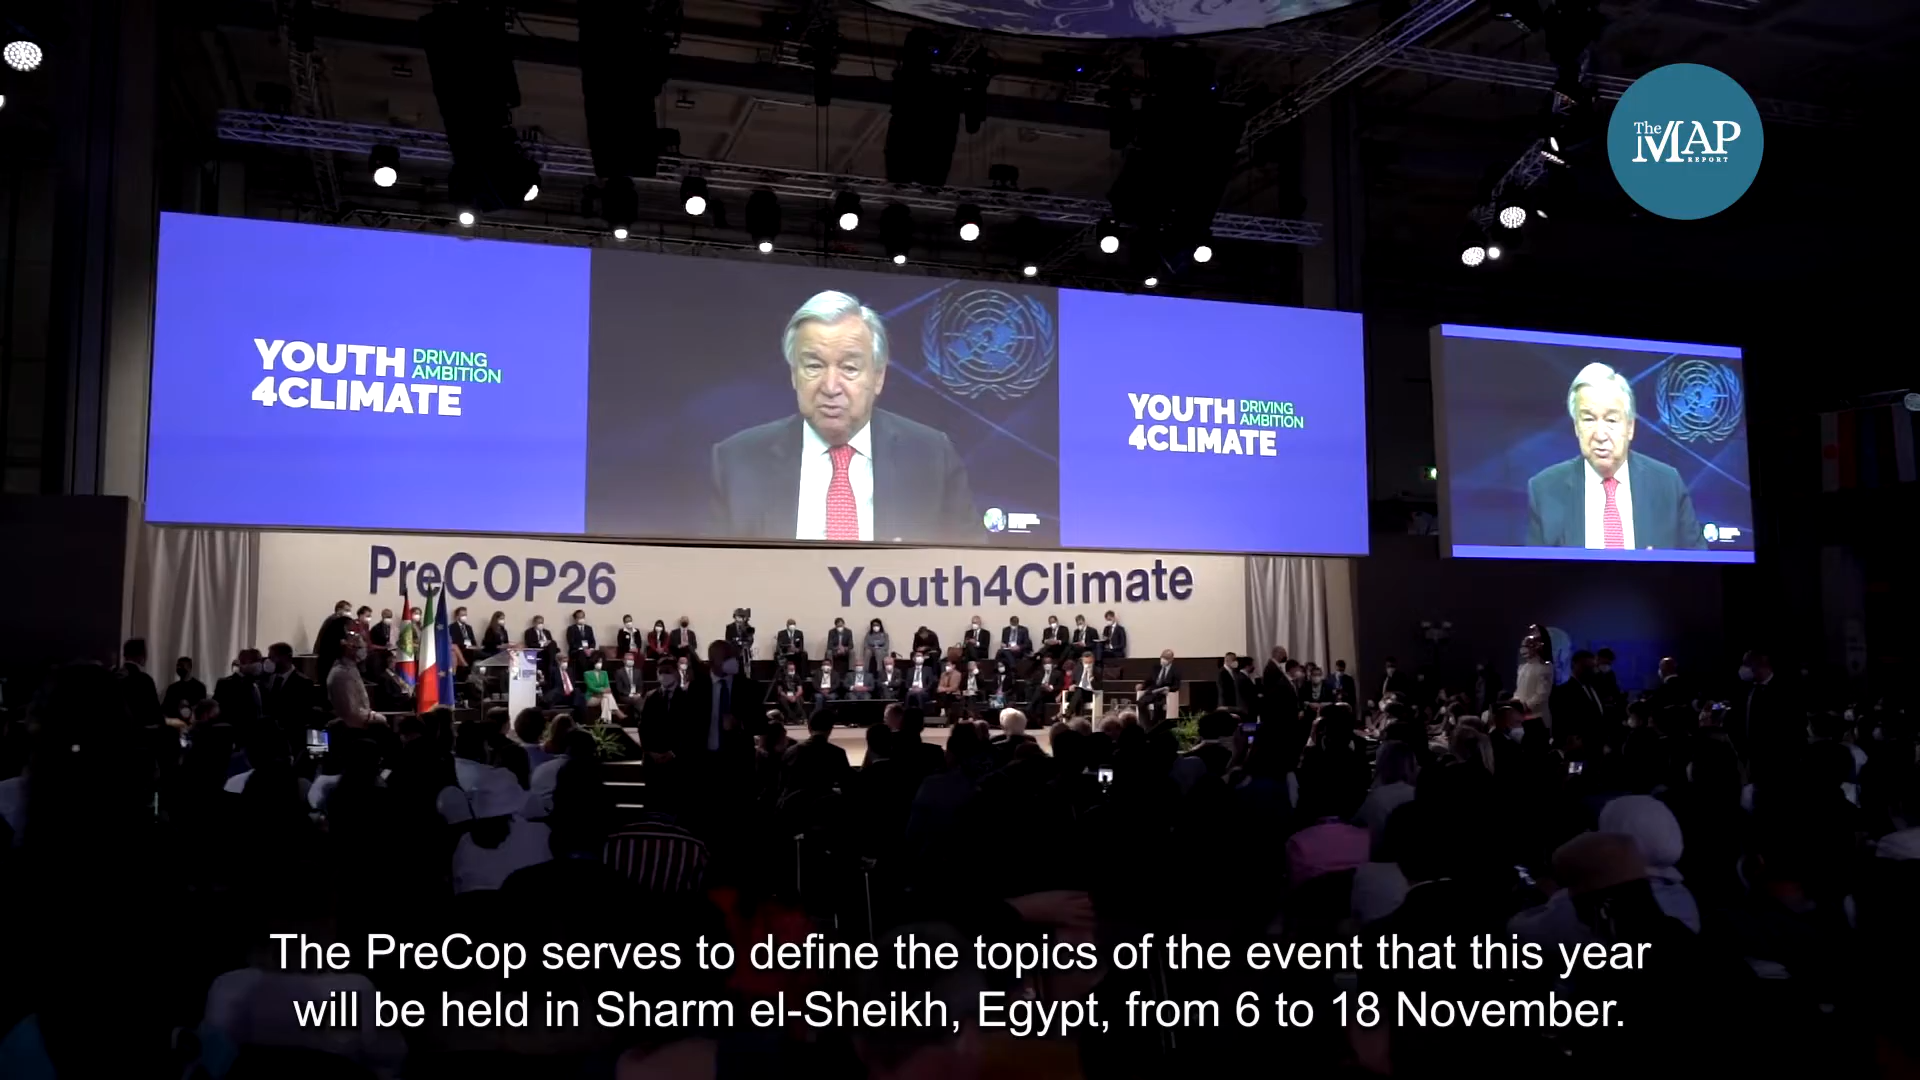 The
MAP
REPORT
YOUTH DRIVING
AMBITION
4CLIMATE
YOUTH DRIVING
AMBITION
4CLIMATE
PreCOP26 Youth4Climate
The PreCop serves to define the topics of the event that this year
will be held in Sharm el-Sheikh, Egypt, from 6 to 18 November.